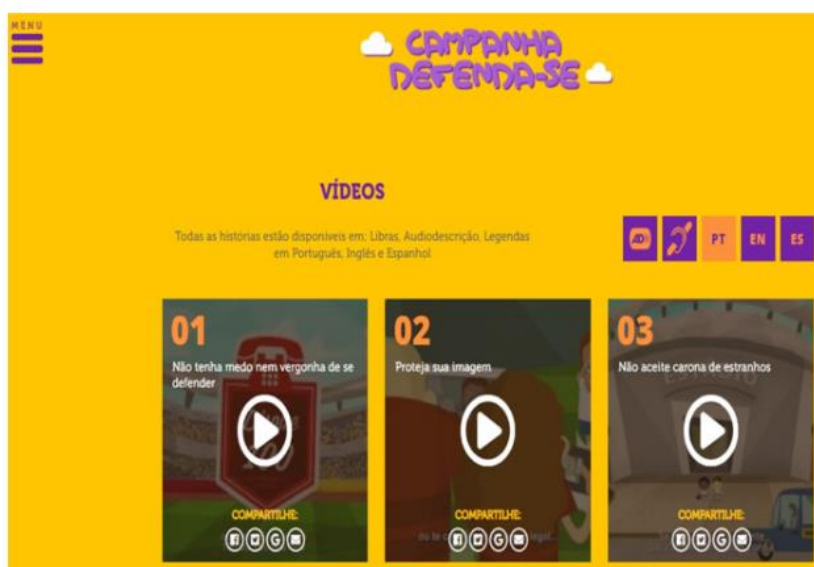 MENU
CAMPANHA
DEFENDA-SE
VÍDEOS
Todas as histórias estão disponíveis em: Libras, Audiodescrição, Legendas
em Português, Inglês e Espanhol
AD
PT
EN
ES
01
Não tenha medo nem vergonha de se
defender
100
COMPARTILHE:
02
Proteja sua imagem
COMPARTILHE:
03
Não aceite carona de estranhos
ESTÁDIO
COMPARTILHE: